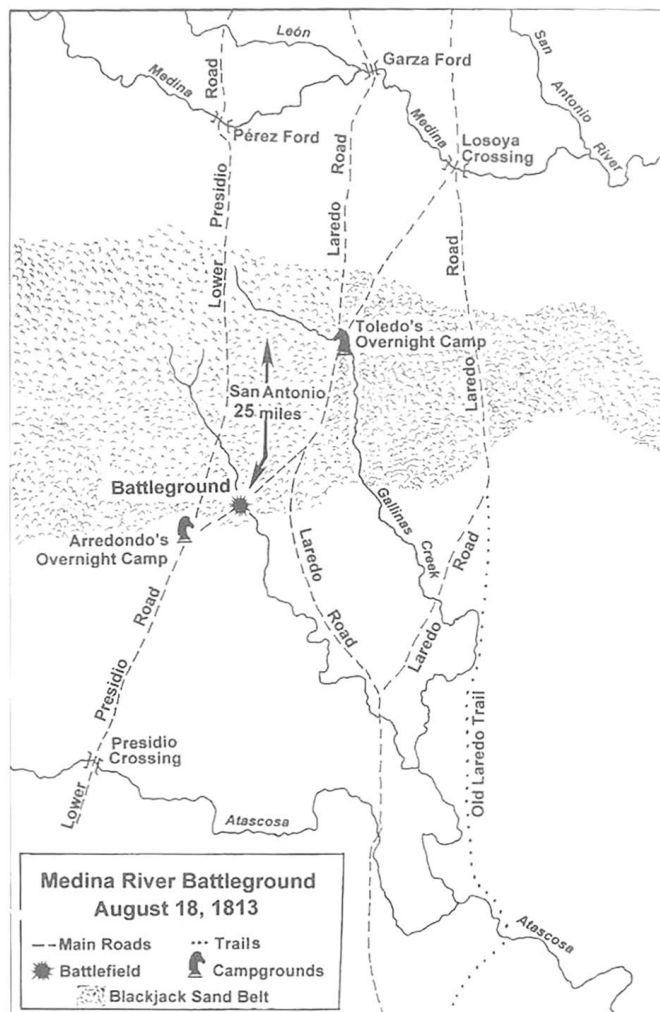 León
San
Antonio
River
Garza Ford
Medina
Road
Pérez Ford
Medina
Losoya
Crossing
Road
Presidio
Laredo
Road
Lower
Toledo's
Overnight Camp
San Antonio
25 miles
Laredo
Battleground
Arredondo's
Overnight Camp
Gallinas
Creek
Laredo
Road
Road
Laredo
Road
Presidio
Old Laredo Trail
Presidio
Crossing
Lower
Atascosa
Atascosa
Medina River Battleground
August 18, 1813
Main Roads
Trails
Battlefield
Campgrounds
Blackjack Sand Belt